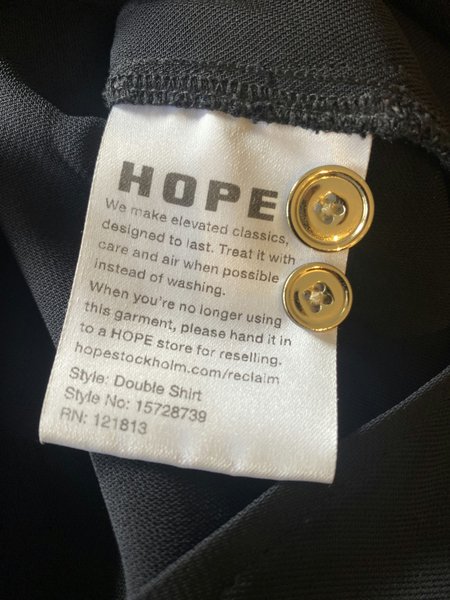 HOPE
We make elevated classics,
designed to last. Treat it with
care and air when possible
instead of washing.
When you're no longer using
this garment, please hand it in
to a HOPE store for reselling.
hopestockholm.com/reclaim
Style: Double Shirt
Style No: 15728739
RN: 121813